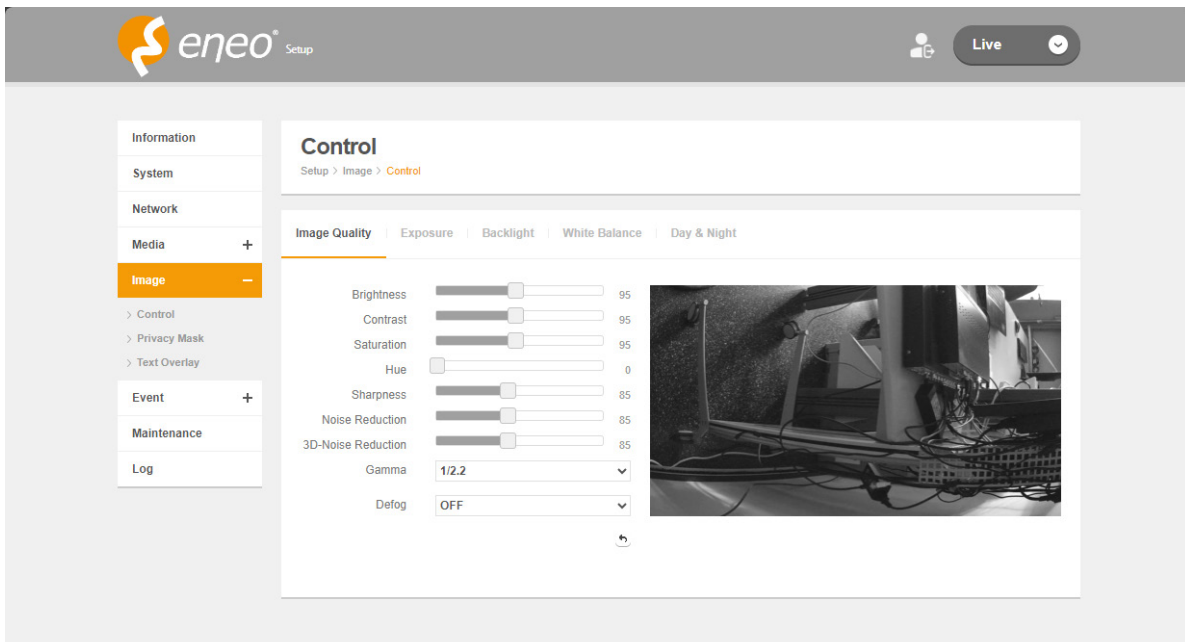 eneo® Setup
Live
Information
System
Network
Media +
Image −
> Control
> Privacy Mask
> Text Overlay
Event +
Maintenance
Log
Control
Setup > Image > Control
Image Quality | Exposure | Backlight | White Balance | Day & Night
Brightness 95
Contrast 95
Saturation 95
Hue 0
Sharpness 85
Noise Reduction 85
3D-Noise Reduction 85
Gamma 1/2.2
Defog OFF